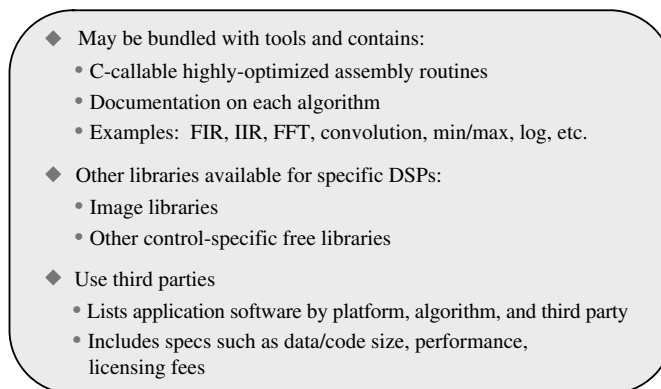 ◆ May be bundled with tools and contains:
• C-callable highly-optimized assembly routines
• Documentation on each algorithm
• Examples: FIR, IIR, FFT, convolution, min/max, log, etc.
◆ Other libraries available for specific DSPs:
• Image libraries
• Other control-specific free libraries
◆ Use third parties
• Lists application software by platform, algorithm, and third party
• Includes specs such as data/code size, performance,
licensing fees